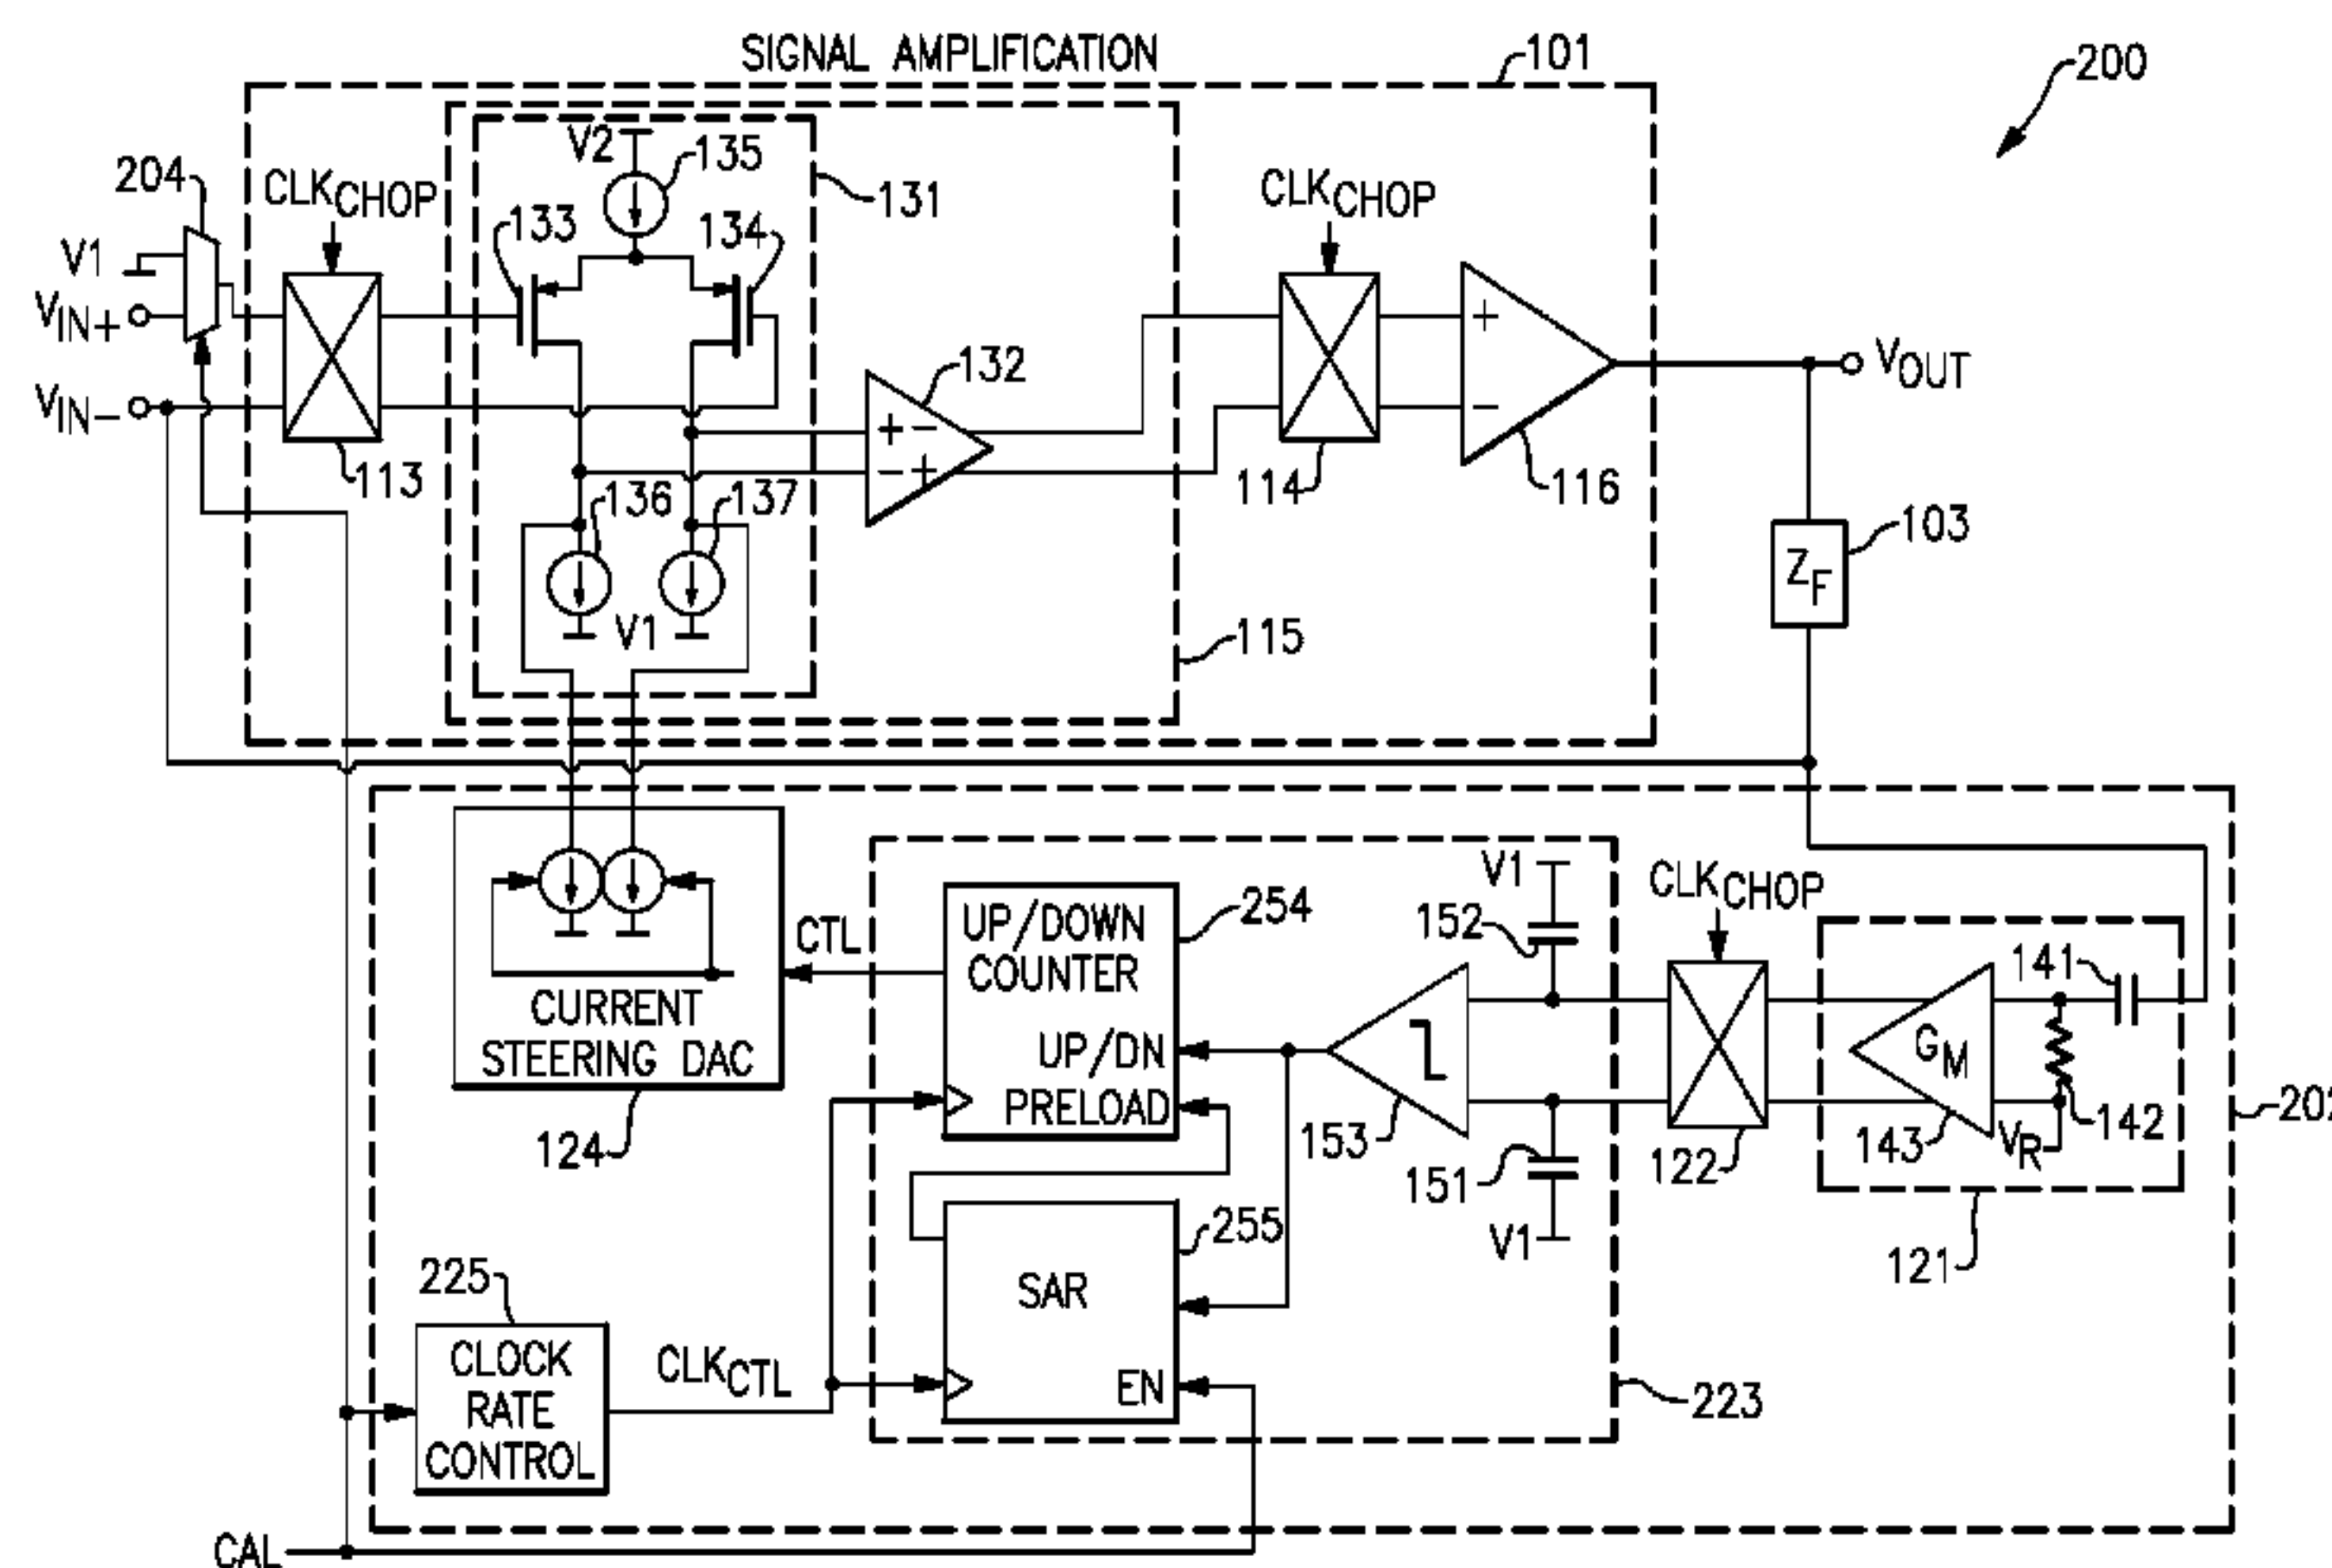 SIGNAL AMPLIFICATION
101
200
V2
135
204
CLKCHOP
133
134
131
CLKCHOP
V1
VIN+
VIN-
132
+
-
VOUT
+ -
- +
113
136
137
114
116
103
ZF
V1
115
CTL
UP/DOWN
COUNTER
254
V1
152
CLKCHOP
141
CURRENT
STEERING DAC
UP/DN
PRELOAD
GM
124
153
151
122
143
VR
142
202
V1
121
255
SAR
225
CLOCK
RATE
CONTROL
CLKCTL
EN
223
CAL